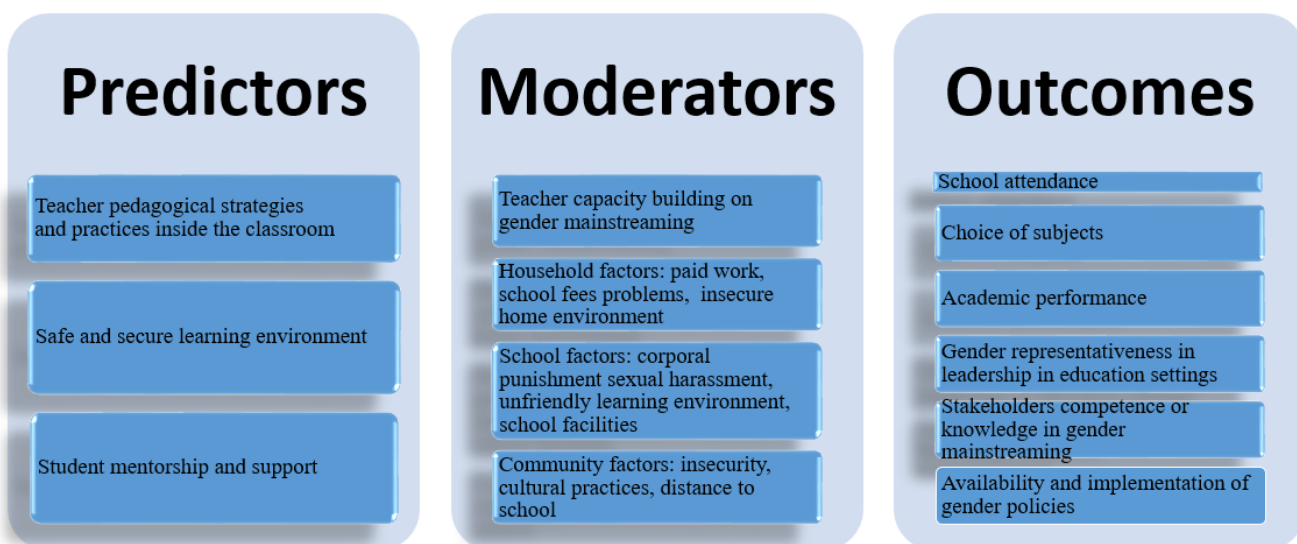 Predictors
Teacher pedagogical strategies
and practices inside the classroom
Safe and secure learning environment
Student mentorship and support
Moderators
Teacher capacity building on
gender mainstreaming
Household factors: paid work,
school fees problems, insecure
home environment
School factors: corporal
punishment sexual harassment,
unfriendly learning environment,
school facilities
Community factors: insecurity,
cultural practices, distance to
school
Outcomes
School attendance
Choice of subjects
Academic performance
Gender representativeness in
leadership in education settings
Stakeholders competence or
knowledge in gender
mainstreaming
Availability and implementation of
gender policies